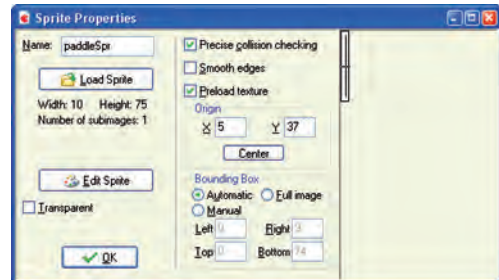 Sprite Properties
Name: paddleSpr
Load Sprite
Width: 10 Height: 75
Number of subimages: 1
Edit Sprite
Transparent
OK
Precise collision checking
Smooth edges
Preload texture
Origin
X 5 Y 37
Center
Bounding Box
Automatic Full image
Manual
Left Right
Top 0 Bottom 74